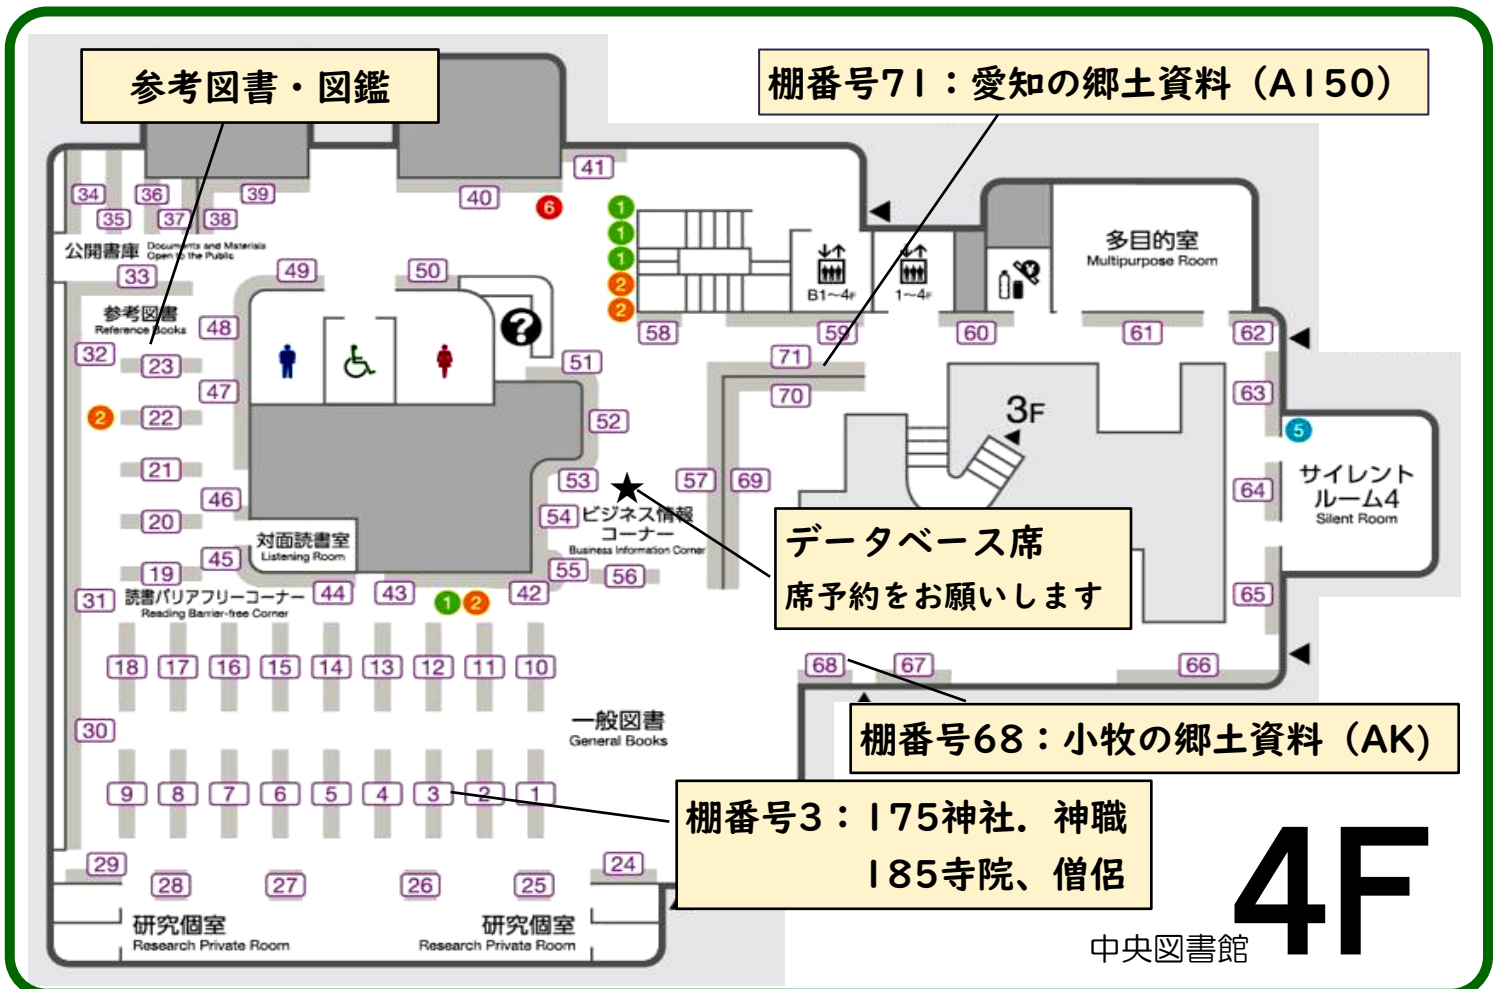 参考図書・図鑑
棚番号71：愛知の郷土資料（A150）
41
34
36
39
40
6
35
37
38
1
1
1
2
2
公開書庫
Documents and Materials
Open to the Public
33
49
50
B1～4F
1～4F
多目的室
Multipurpose Room
参考図書
Reference Books
48
?
58
59
60
61
62
32
23
51
71
47
70
63
2
22
52
3F
5
21
53
57
69
サイレント
ルーム4
Silent Room
64
46
20
54
ビジネス情報
コーナー
Business Information Corner
対面読書室
Listening Room
データベース席
席予約をお願いします
45
19
55
56
31
読書バリアフリーコーナー
Reading Barrier-free Corner
44
43
1
2
42
65
18
17
16
15
14
13
12
11
10
68
67
66
30
一般図書
General Books
棚番号68：小牧の郷土資料（AK)
9
8
7
6
5
4
3
2
1
棚番号3：175神社．神職
185寺院、僧侶
29
28
27
26
25
24
研究個室
Research Private Room
研究個室
Research Private Room
中央図書館
4F